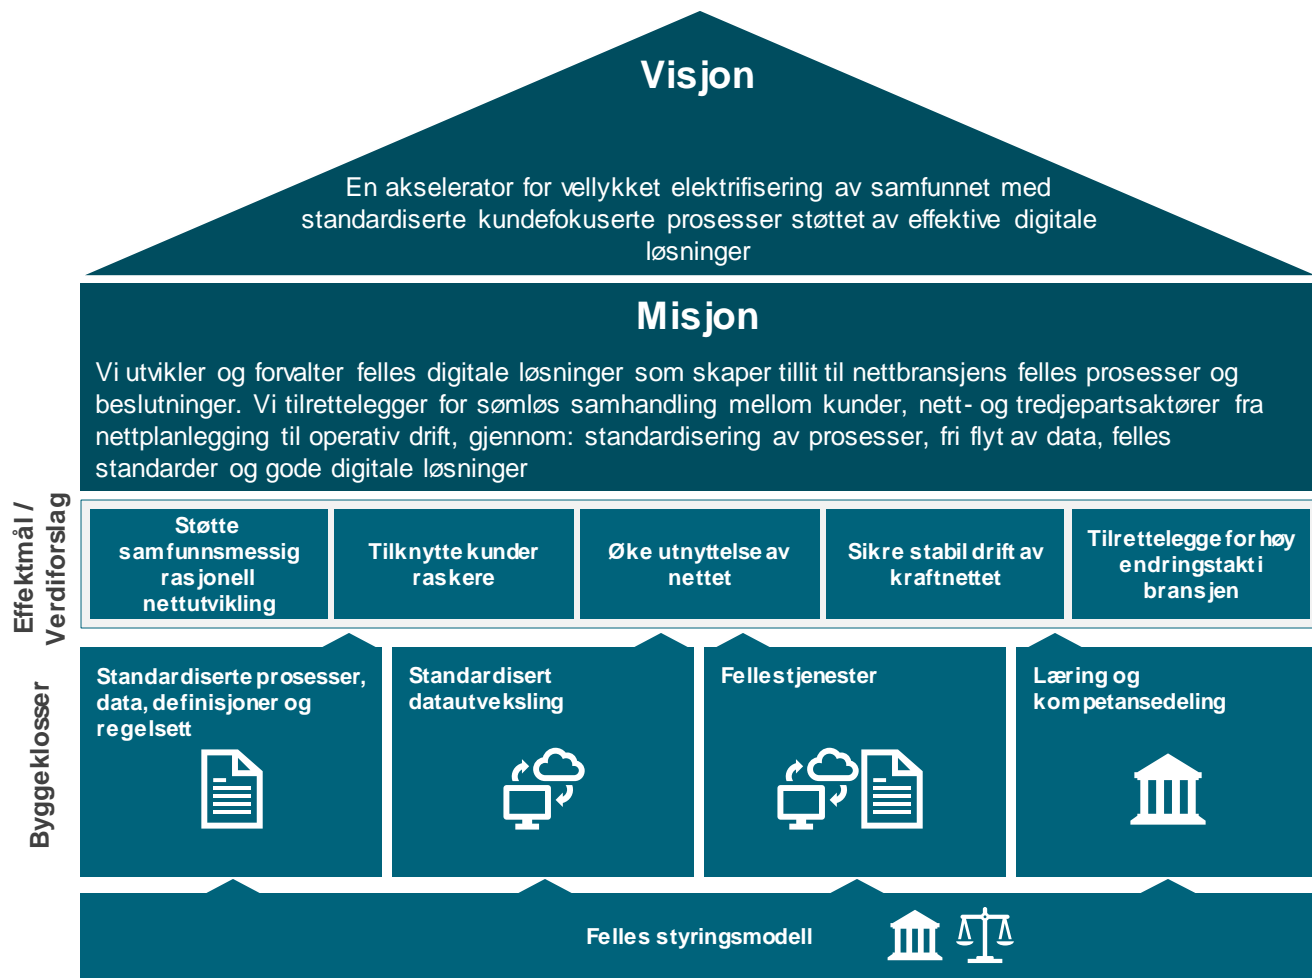 Visjon
En akselerator for vellykket elektrifisering av samfunnet med
standardiserte kundefokuserte prosesser støttet av effektive digitale
løsninger
Misjon
Vi utvikler og forvalter felles digitale løsninger som skaper tillit til nettbransjens felles prosesser og
beslutninger. Vi tilrettelegger for sømløs samhandling mellom kunder, nett- og tredjepartsaktører fra
nettplanlegging til operativ drift, gjennom: standardisering av prosesser, fri flyt av data, felles
standarder og gode digitale løsninger
Effektmål /
Verdiforslag
Støtte
samfunnsmessig
rasjonell
nettutvikling
Tilknytte kunder
raskere
Øke utnyttelse av
nettet
Sikre stabil drift av
kraftnettet
Tilrettelegge for høy
endringstakt i
bransjen
Byggeklosser
Standardiserte prosesser,
data, definisjoner og
regelsett
Standardisert
datautveksling
Fellestjenester
Læring og
kompetansedeling
Felles styringsmodell